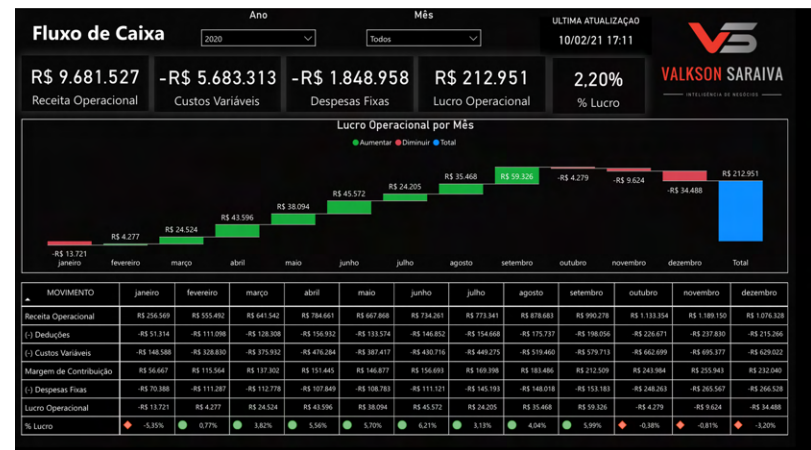 Fluxo de Caixa
Ano
2020
Mês
Todos
ULTIMA ATUALIZAÇAO
10/02/21 17:11
VS
VALKSON SARAIVA
INTELIGÊNCIA DE NEGÓCIOS
R$ 9.681.527
Receita Operacional
-R$ 5.683.313
Custos Variáveis
-R$ 1.848.958
Despesas Fixas
R$ 212.951
Lucro Operacional
2,20%
% Lucro
Lucro Operacional por Mês
Aumentar Diminuir Total
-R$ 13.721
R$ 4.277
R$ 24.524
R$ 43.596
R$ 38.094
R$ 45.572
R$ 24.205
R$ 35.468
R$ 59.326
-R$ 4.279
-R$ 9.624
-R$ 34.488
R$ 212.951
janeiro fevereiro março abril maio junho julho agosto setembro outubro novembro dezembro Total
MOVIMENTO janeiro fevereiro março abril maio junho julho agosto setembro outubro novembro dezembro
Receita Operacional R$ 256.569 R$ 555.492 R$ 641.542 R$ 784.661 R$ 667.868 R$ 734.261 R$ 773.341 R$ 878.683 R$ 990.278 R$ 1.133.354 R$ 1.189.150 R$ 1.076.328
(-) Deduções -R$ 51.314 -R$ 111.098 -R$ 128.308 -R$ 156.932 -R$ 133.574 -R$ 146.852 -R$ 154.668 -R$ 175.737 -R$ 198.056 -R$ 226.671 -R$ 237.830 -R$ 215.266
(-) Custos Variáveis -R$ 148.588 -R$ 328.830 -R$ 375.932 -R$ 476.284 -R$ 387.417 -R$ 430.716 -R$ 449.275 -R$ 519.460 -R$ 579.713 -R$ 662.699 -R$ 695.377 -R$ 629.022
Margem de Contribuição R$ 56.667 R$ 115.564 R$ 137.302 R$ 151.445 R$ 146.877 R$ 156.693 R$ 169.398 R$ 183.486 R$ 212.509 R$ 243.984 R$ 255.943 R$ 232.040
(-) Despesas Fixas -R$ 70.388 -R$ 111.287 -R$ 112.778 -R$ 107.849 -R$ 108.783 -R$ 111.121 -R$ 145.193 -R$ 148.018 -R$ 153.183 -R$ 248.263 -R$ 265.567 -R$ 266.528
Lucro Operacional -R$ 13.721 R$ 4.277 R$ 24.524 R$ 43.596 R$ 38.094 R$ 45.572 R$ 24.205 R$ 35.468 R$ 59.326 -R$ 4.279 -R$ 9.624 -R$ 34.488
% Lucro -5,35% 0,77% 3,82% 5,56% 5,70% 6,21% 3,13% 4,04% 5,99% -0,38% -0,81% -3,20%